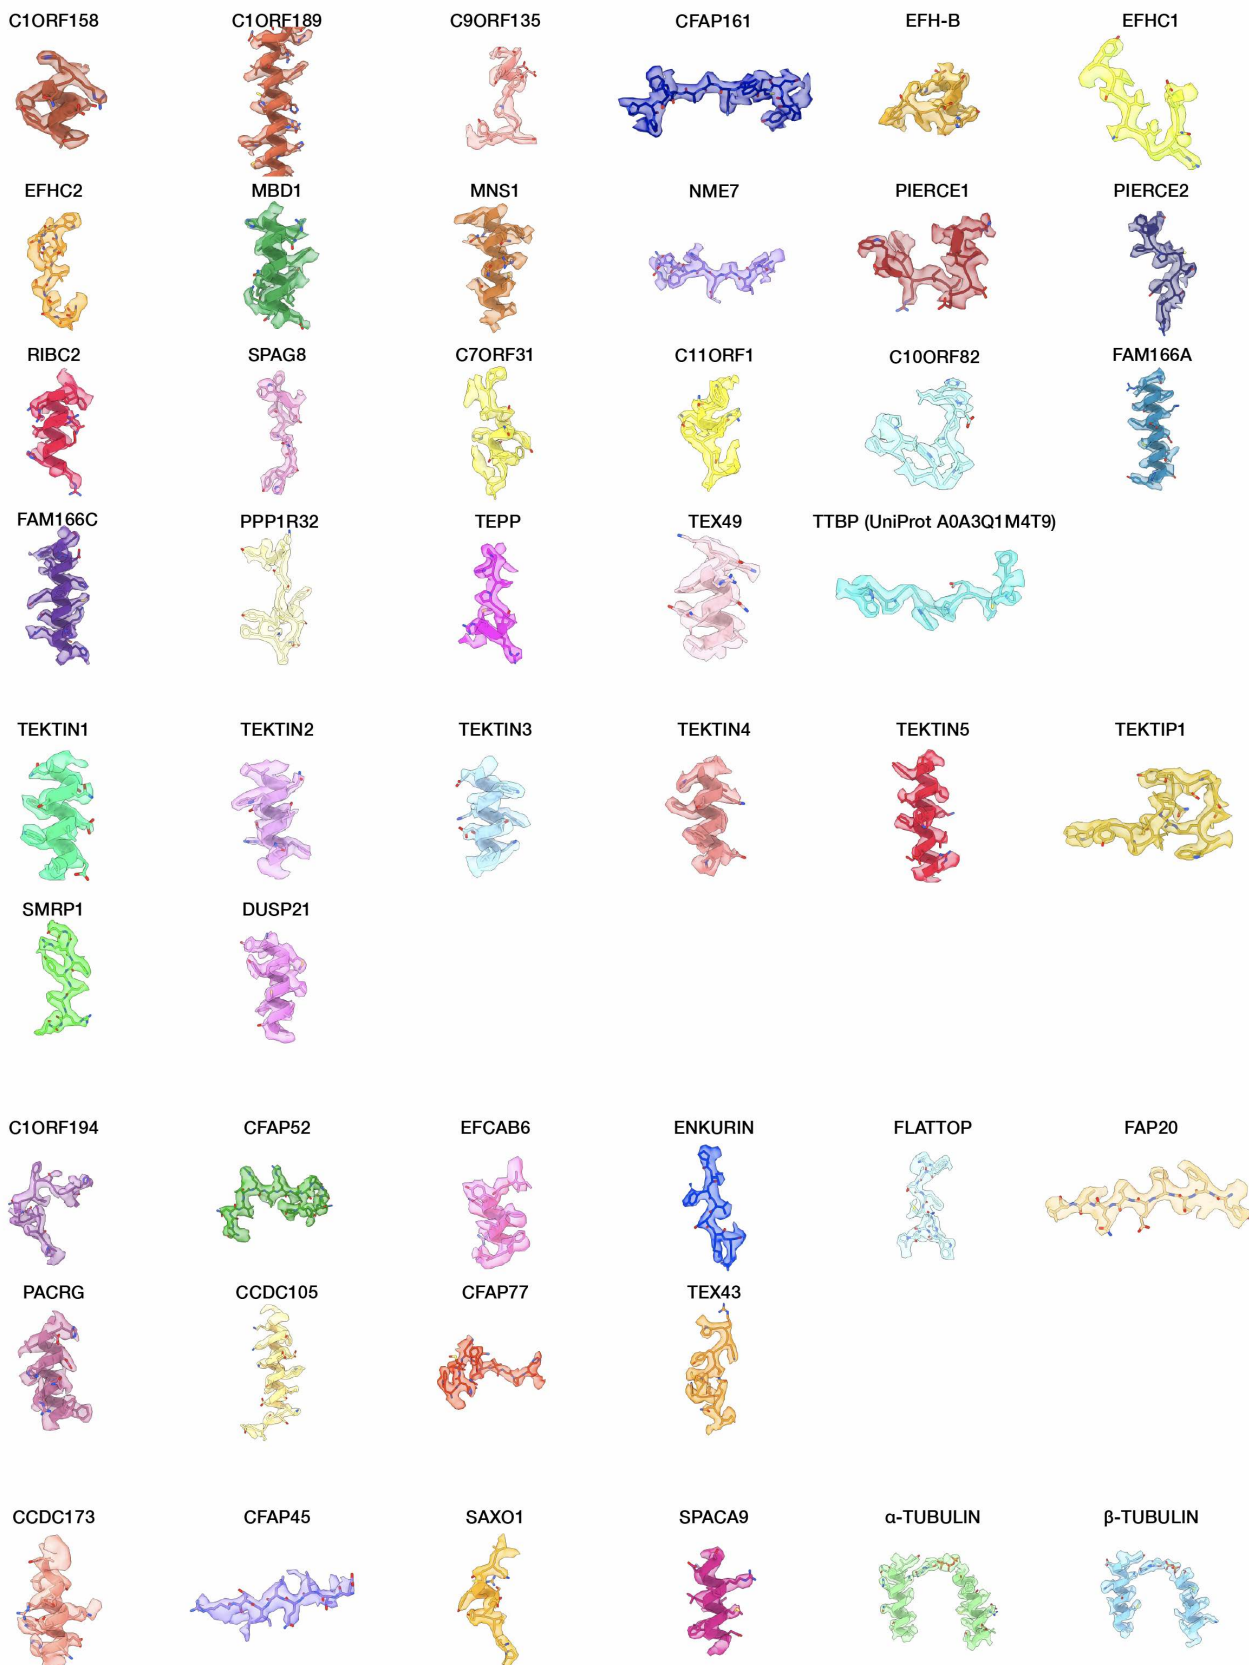 C1ORF158 C1ORF189 C9ORF135 CFAP161 EFH-B EFHC1
EFHC2 MBD1 MNS1 NME7 PIERCE1 PIERCE2
RIBC2 SPAG8 C7ORF31 C11ORF1 C10ORF82 FAM166A
FAM166C PPP1R32 TEPP TEX49 TTBP (UniProt A0A3Q1M4T9)
TEKTIN1 TEKTIN2 TEKTIN3 TEKTIN4 TEKTIN5 TEKTIP1
SMRP1 DUSP21
C1ORF194 CFAP52 EFCAB6 ENKURIN FLATTOP FAP20
PACRG CCDC105 CFAP77 TEX43
CCDC173 CFAP45 SAXO1 SPACA9 α-TUBULIN β-TUBULIN